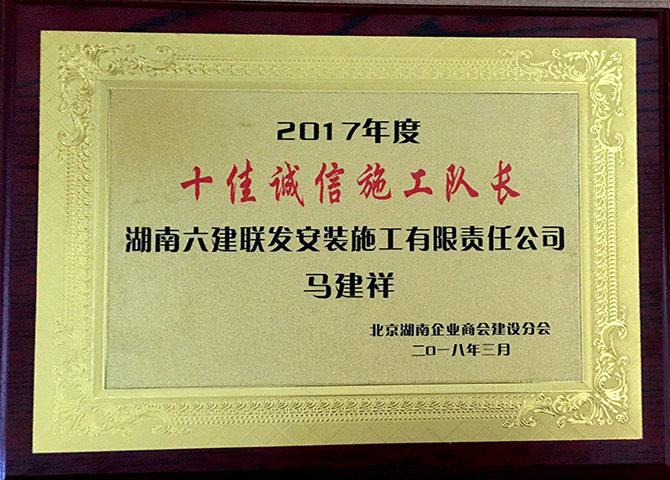 2017年度
十佳诚信施工队长
湖南六建联发安装施工有限责任公司
马建祥
北京湖南企业商会建设分会
二〇一八年三月